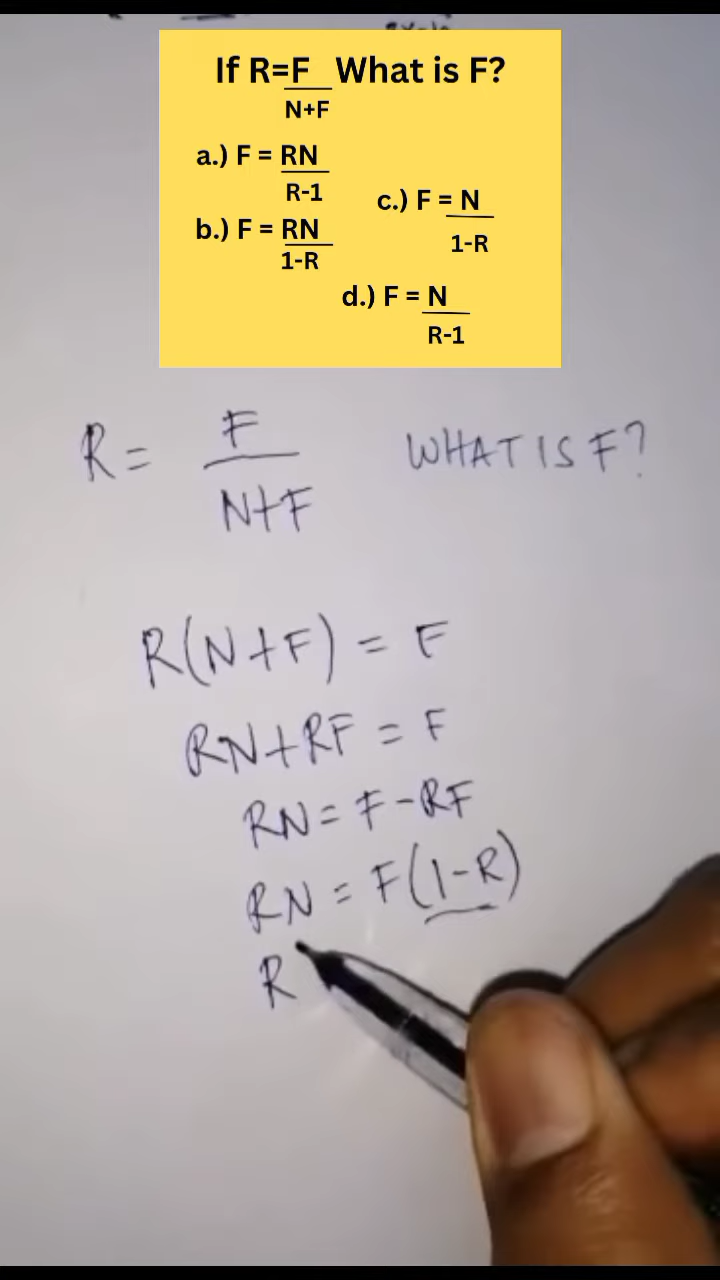 If R=F What is F?
N+F
a.) F = RN
R-1
b.) F = RN
1-R
c.) F = N
1-R
d.) F = N
R-1
R = F WHAT IS F?
N+F
R(N+F) = F
RN+RF = F
RN = F-RF
RN = F(1-R)
R